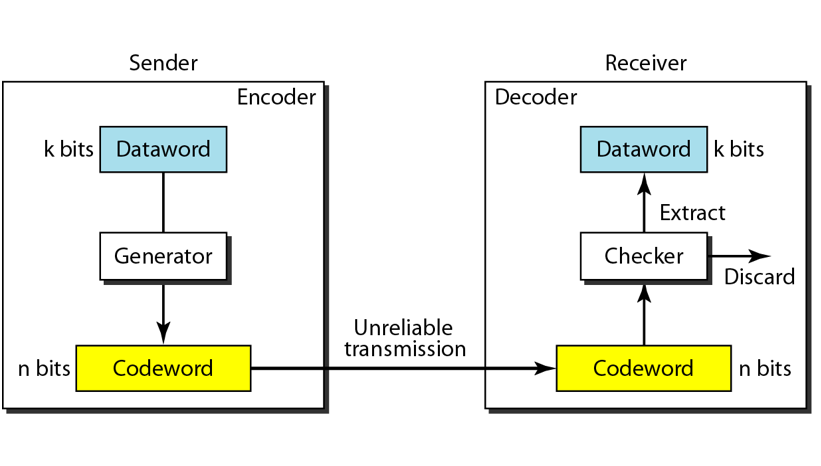 Sender
Encoder
k bits
Dataword
Generator
n bits
Codeword
Unreliable
transmission
Receiver
Decoder
Dataword
k bits
Extract
Checker
Discard
Codeword
n bits